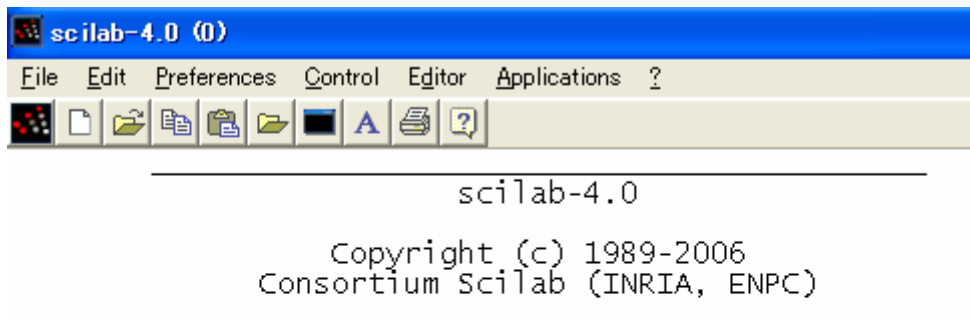 scilab-4.0 (0)
File Edit Preferences Control Editor Applications ?
A ?
scilab-4.0
Copyright (c) 1989-2006
Consortium Scilab (INRIA, ENPC)